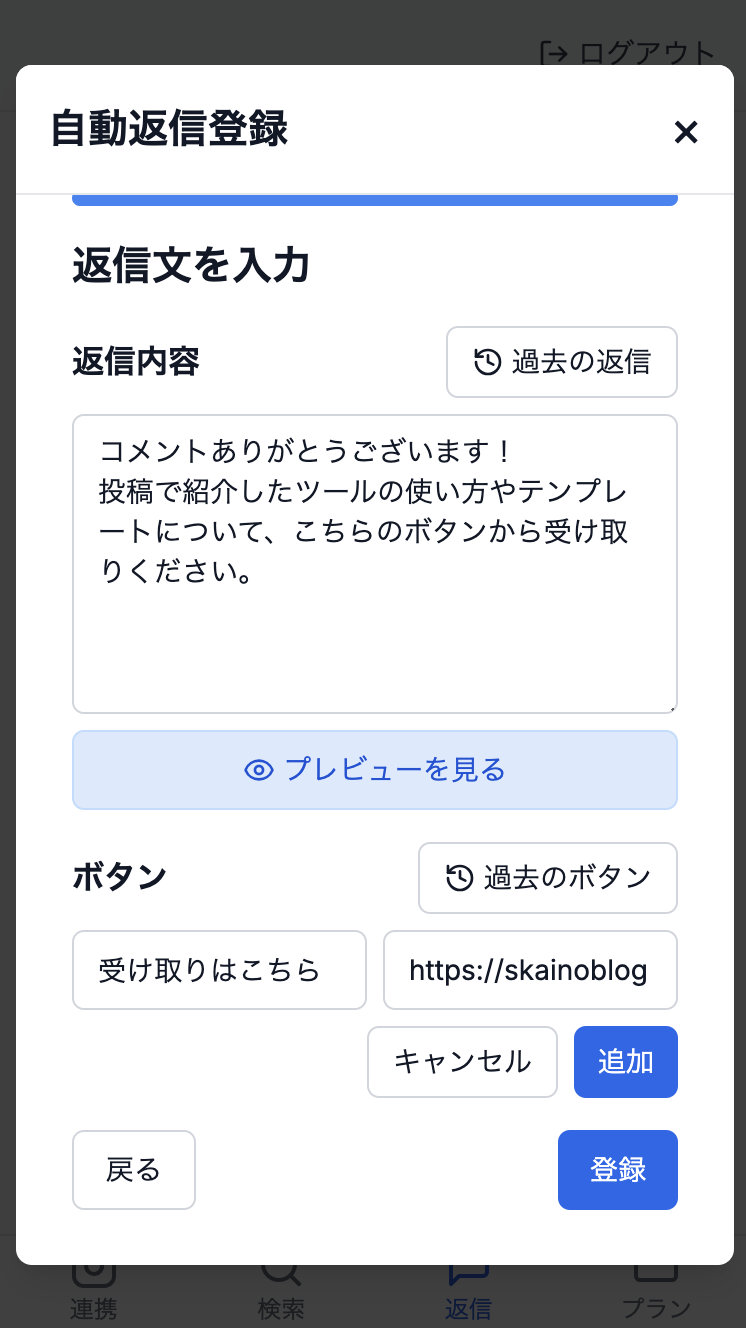 ログアウト
自動返信登録
返信文を入力
返信内容
過去の返信
コメントありがとうございます！
投稿で紹介したツールの使い方やテンプレ
ートについて、こちらのボタンから受け取
りください。
プレビューを見る
ボタン
過去のボタン
受け取りはこちら
https://skainoblog
キャンセル
追加
戻る
登録
連携
検索
返信
プラン